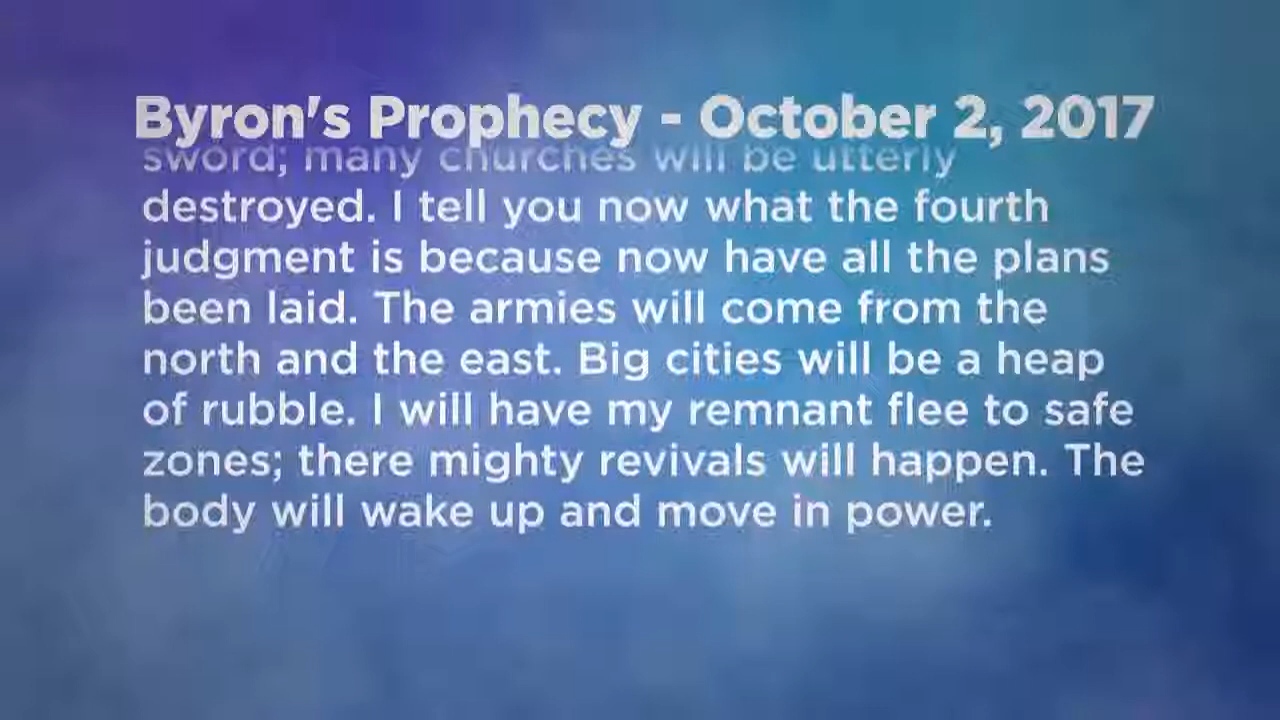 Byron's Prophecy - October 2, 2017
sword; many churches will be utterly
destroyed. I tell you now what the fourth
judgment is because now have all the plans
been laid. The armies will come from the
north and the east. Big cities will be a heap
of rubble. I will have my remnant flee to safe
zones; there mighty revivals will happen. The
body will wake up and move in power.